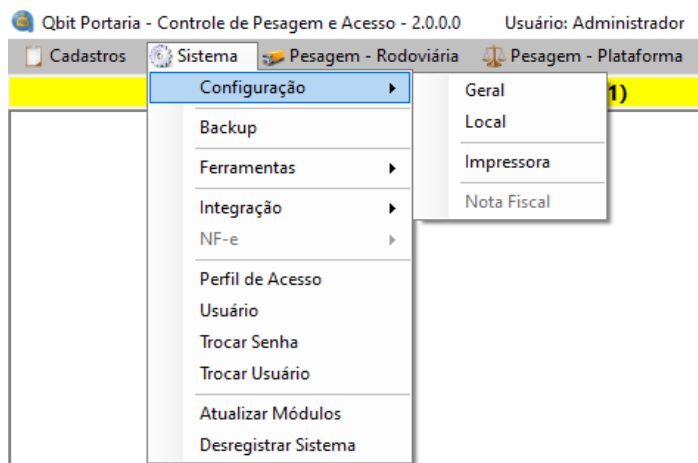 Qbit Portaria - Controle de Pesagem e Acesso - 2.0.0.0 Usuário: Administrador
Cadastros Sistema Pesagem - Rodoviária Pesagem - Plataforma
1)
Configuração
Backup
Ferramentas
Integração
NF-e
Perfil de Acesso
Usuário
Trocar Senha
Trocar Usuário
Atualizar Módulos
Desregistrar Sistema
Geral
Local
Impressora
Nota Fiscal